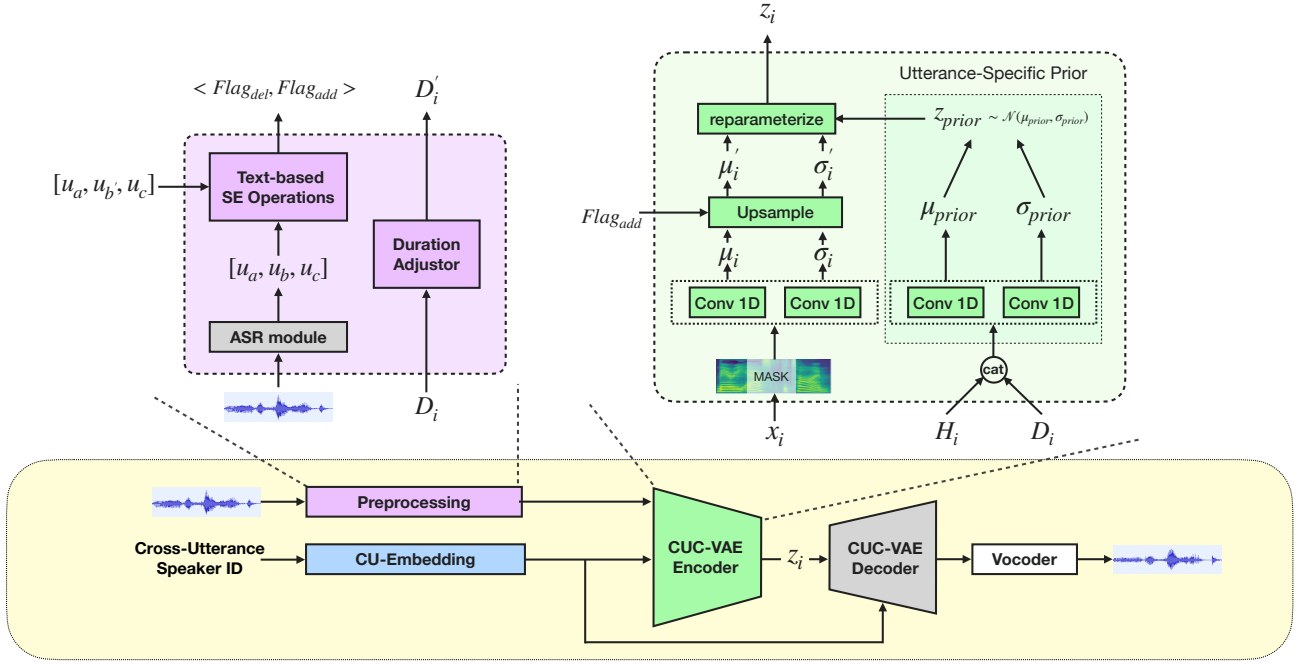 z_i
< Flag_del, Flag_add >
D_i'
Utterance-Specific Prior
reparameterize
z_prior ~ 𝒩(μ_prior, σ_prior)
[u_a, u_b', u_c]
Text-based
SE Operations
μ_i'
σ_i'
Flag_add
Upsample
μ_prior
σ_prior
Duration
Adjustor
[u_a, u_b, u_c]
μ_i
σ_i
Conv 1D
Conv 1D
Conv 1D
Conv 1D
ASR module
MASK
cat
D_i
x_i
H_i
D_i
Preprocessing
Cross-Utterance
Speaker ID
CU-Embedding
CUC-VAE
Encoder
z_i
CUC-VAE
Decoder
Vocoder